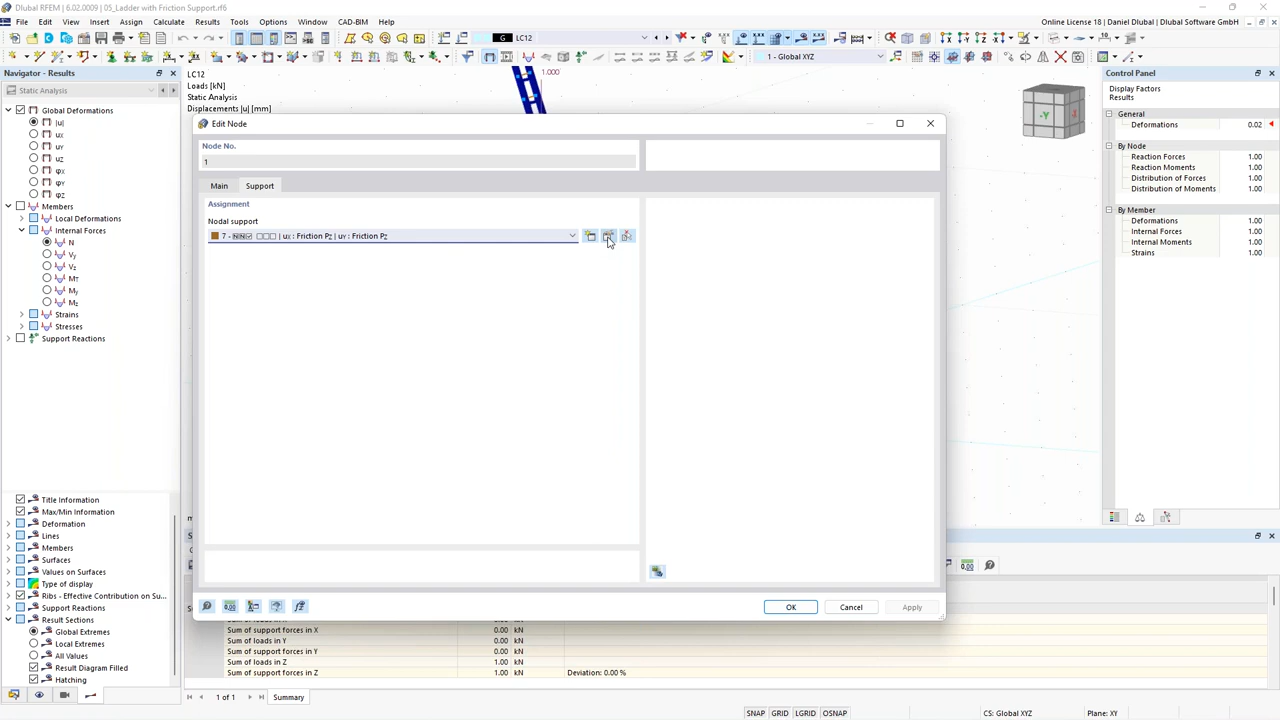 Dlubal RFEM | 6.02.0009 | 05_Ladder with Friction Support.rf6
File Edit View Insert Assign Calculate Results Tools Options Window CAD-BIM Help
Online License 18 | Daniel Dlubal | Dlubal Software GmbH
G LC12
1 - Global XYZ
Navigator - Results
Static Analysis
Global Deformations
|u|
ux
uY
uZ
φX
φY
φZ
Members
Local Deformations
Internal Forces
N
Vy
Vz
MT
My
Mz
Strains
Stresses
Support Reactions
Title Information
Max/Min Information
Deformation
Lines
Members
Surfaces
Values on Surfaces
Type of display
Ribs - Effective Contribution on Su...
Support Reactions
Result Sections
Global Extremes
Local Extremes
All Values
Result Diagram Filled
Hatching
LC12
Loads [kN]
Static Analysis
Displacements |u| [mm]
1.000
Edit Node
Node No.
1
Main Support
Assignment
Nodal support
| uX : Friction PZ | uY : Friction PZ
OK Cancel Apply
Sum of support forces in X 0.00 kN
Sum of loads in Y 0.00 kN
Sum of support forces in Y 0.00 kN
Sum of loads in Z 1.00 kN
Sum of support forces in Z 1.00 kN Deviation: 0.00 %
1 of 1 Summary
Control Panel
Display Factors
Results
General
Deformations 0.02
By Node
Reaction Forces 1.00
Reaction Moments 1.00
Distribution of Forces 1.00
Distribution of Moments 1.00
By Member
Deformations 1.00
Internal Forces 1.00
Internal Moments 1.00
Strains 1.00
SNAP GRID LGRID OSNAP CS: Global XYZ Plane: XY